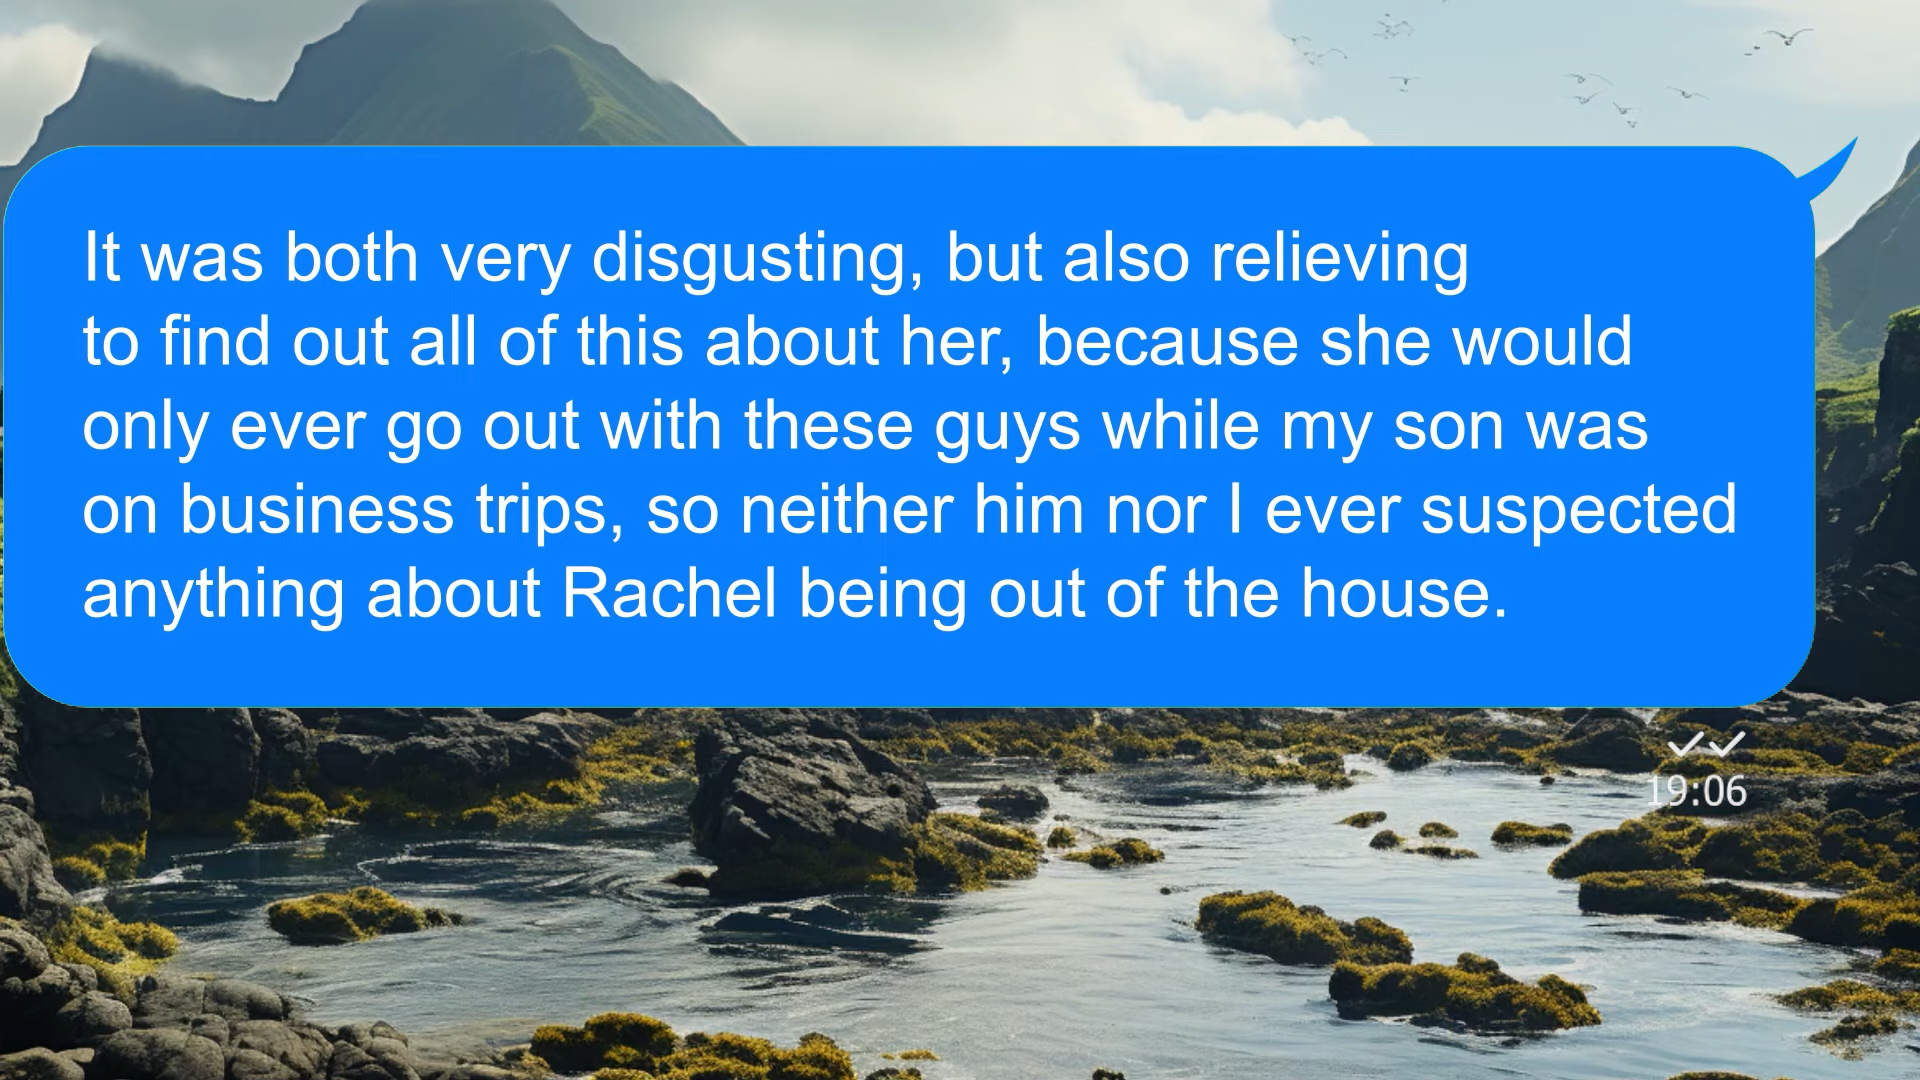 It was both very disgusting, but also relieving
to find out all of this about her, because she would
only ever go out with these guys while my son was
on business trips, so neither him nor I ever suspected
anything about Rachel being out of the house.
19:06